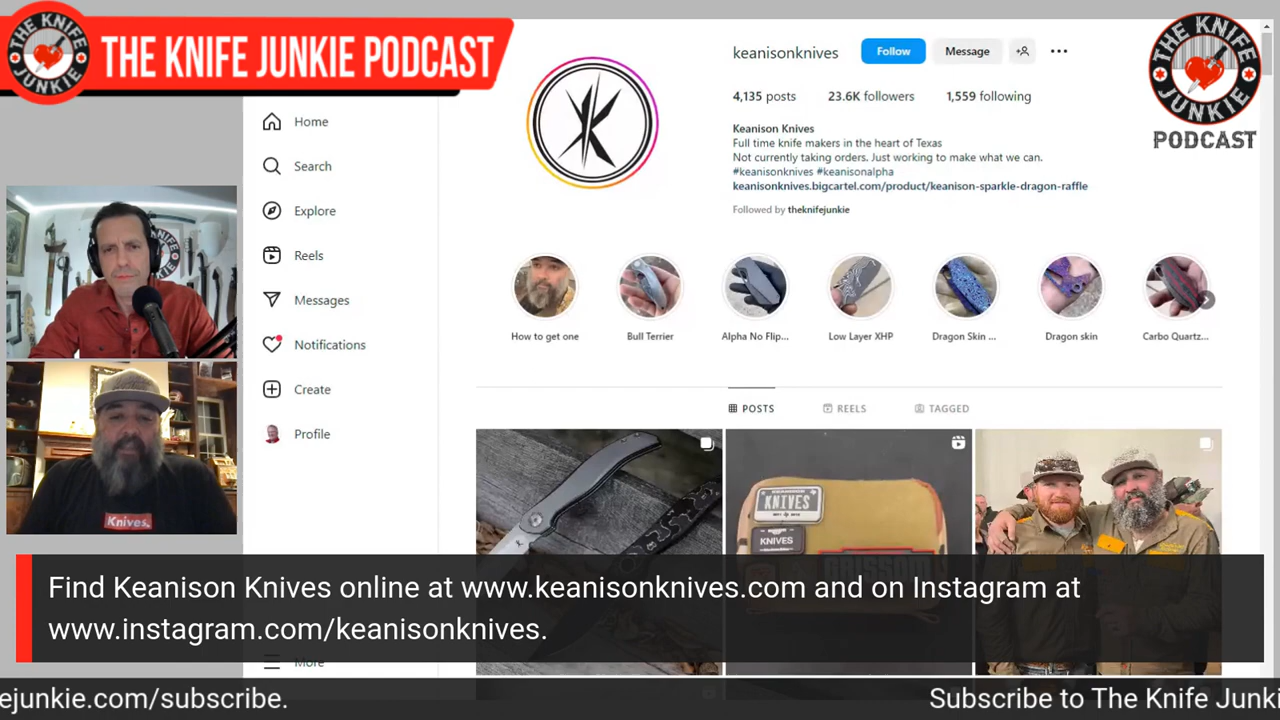 THE KNIFE JUNKIE
THE KNIFE JUNKIE PODCAST
THE KNIFE JUNKIE
PODCAST
keanisonknives
Follow
Message
4,135 posts
23.6K followers
1,559 following
Keanison Knives
Full time knife makers in the heart of Texas
Not currently taking orders. Just working to make what we can.
#keanisonknives #keanisonalpha
keanisonknives.bigcartel.com/product/keanison-sparkle-dragon-raffle
Followed by theknifejunkie
Home
Search
Explore
Reels
Messages
Notifications
Create
Profile
More
How to get one
Bull Terrier
Alpha No Flip...
Low Layer XHP
Dragon Skin ...
Dragon skin
Carbo Quartz...
POSTS
REELS
TAGGED
KNIVES
KNIVES
Knives.
Find Keanison Knives online at www.keanisonknives.com and on Instagram at
www.instagram.com/keanisonknives.
ejunkie.com/subscribe.
Subscribe to The Knife Junki